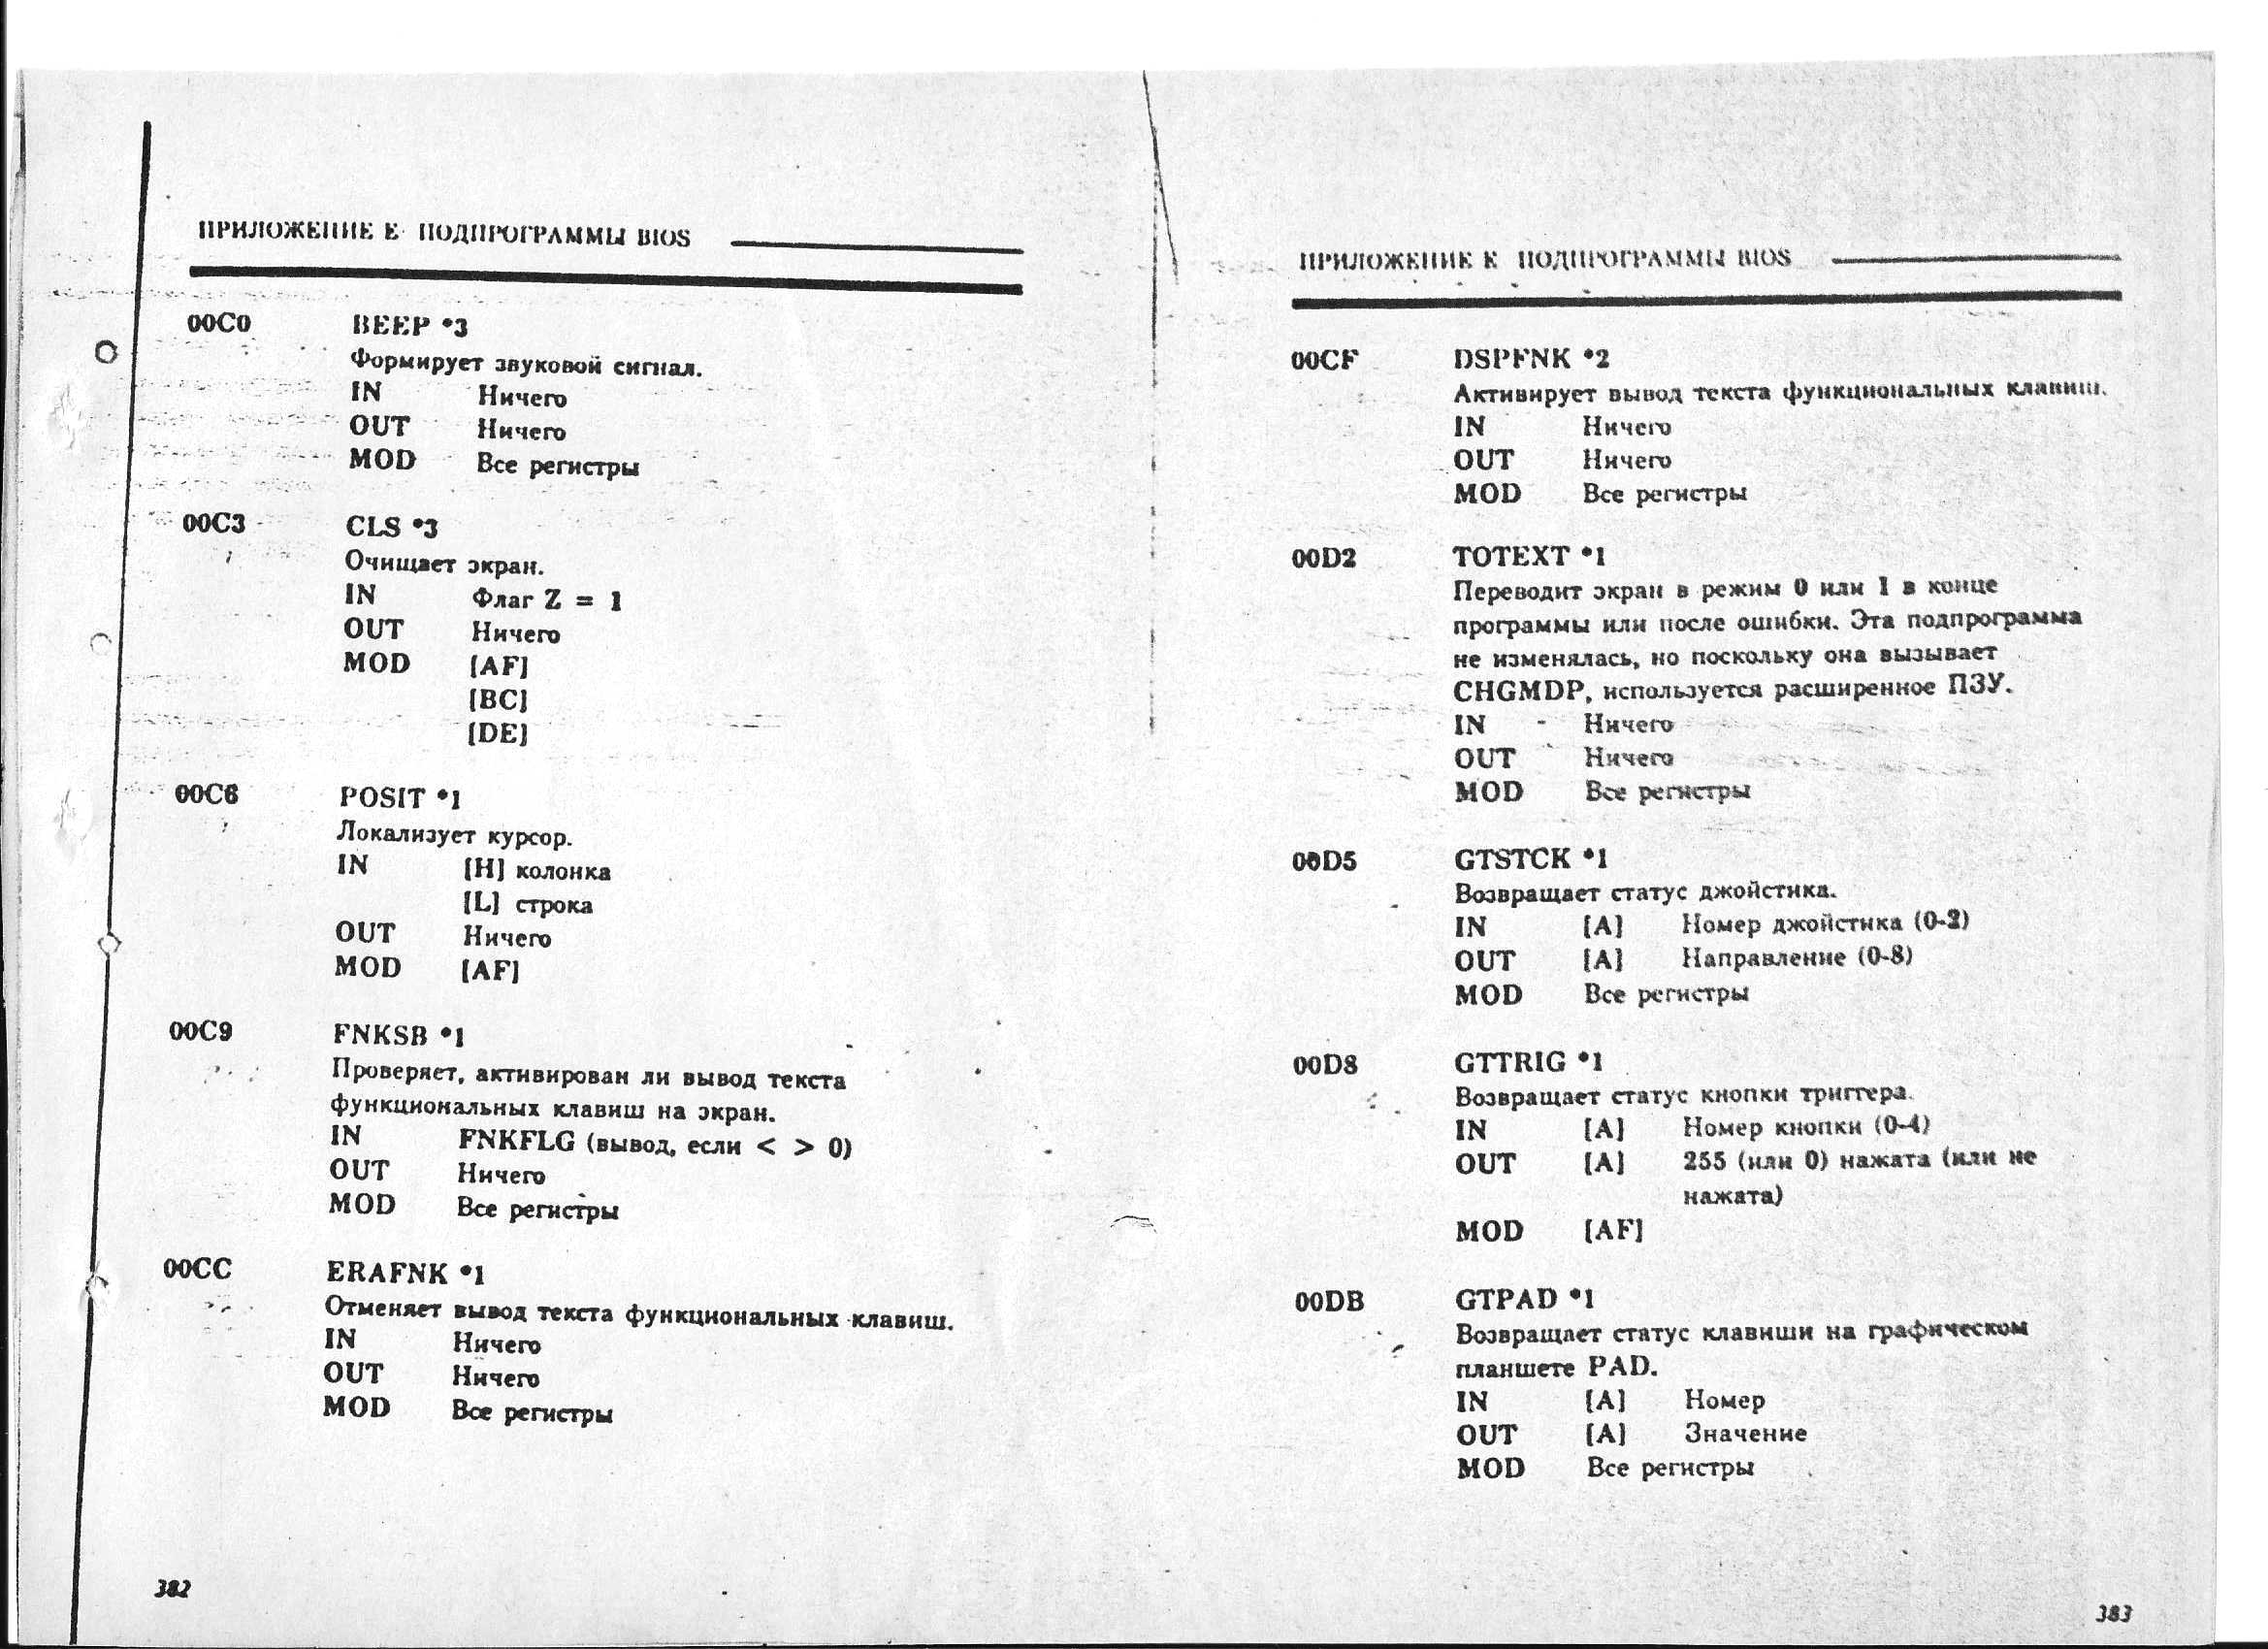 ПРИЛОЖЕНИЕ Е ПОДПРОГРАММЫ BIOS
00C0 BEEP *3
Формирует звуковой сигнал.
IN Ничего
OUT Ничего
MOD Все регистры
00C3 CLS *3
Очищает экран.
IN Флаг Z = 1
OUT Ничего
MOD [AF]
[BC]
[DE]
00C6 POSIT *1
Локализует курсор.
IN [H] колонка
[L] строка
OUT Ничего
MOD [AF]
00C9 FNKSB *1
Проверяет, активирован ли вывод текста
функциональных клавиш на экран.
IN FNKFLG (вывод, если < > 0)
OUT Ничего
MOD Все регистры
00CC ERAFNK *1
Отменяет вывод текста функциональных клавиш.
IN Ничего
OUT Ничего
MOD Все регистры
382
ПРИЛОЖЕНИЕ Е ПОДПРОГРАММЫ BIOS
00CF DSPFNK *2
Активирует вывод текста функциональных клавиш.
IN Ничего
OUT Ничего
MOD Все регистры
00D2 TOTEXT *1
Переводит экран в режим 0 или 1 в конце
программы или после ошибки. Эта подпрограмма
не изменялась, но поскольку она вызывает
CHGMDP, используется расширенное ПЗУ.
IN - Ничего
OUT Ничего
MOD Все регистры
00D5 GTSTCK *1
Возвращает статус джойстика.
IN [A] Номер джойстика (0-2)
OUT [A] Направление (0-8)
MOD Все регистры
00D8 GTTRIG *1
Возвращает статус кнопки триггера.
IN [A] Номер кнопки (0-4)
OUT [A] 255 (или 0) нажата (или не
нажата)
MOD [AF]
00DB GTPAD *1
Возвращает статус клавиши на графическом
планшете PAD.
IN [A] Номер
OUT [A] Значение
MOD Все регистры
383